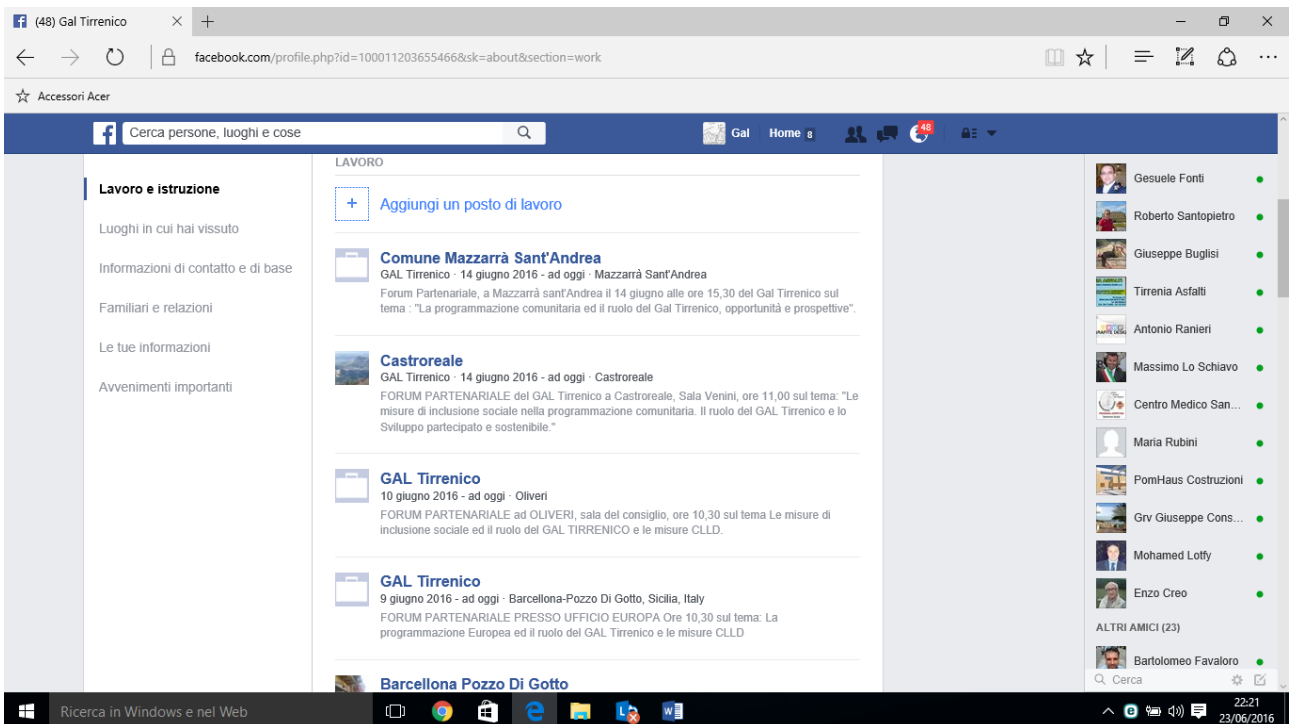 (48) Gal Tirrenico
facebook.com/profile.php?id=100011203655466&sk=about&section=work
Accessori Acer
Cerca persone, luoghi e cose
Gal
Home 8
48
Lavoro e istruzione
Luoghi in cui hai vissuto
Informazioni di contatto e di base
Familiari e relazioni
Le tue informazioni
Avvenimenti importanti
LAVORO
+ Aggiungi un posto di lavoro
Comune Mazzarrà Sant'Andrea
GAL Tirrenico · 14 giugno 2016 - ad oggi · Mazzarrà Sant'Andrea
Forum Partenariale, a Mazzarrà sant'Andrea il 14 giugno alle ore 15,30 del Gal Tirrenico sul
tema : "La programmazione comunitaria ed il ruolo del Gal Tirrenico, opportunità e prospettive".
Castroreale
GAL Tirrenico · 14 giugno 2016 - ad oggi · Castroreale
FORUM PARTENARIALE del GAL Tirrenico a Castroreale, Sala Venini, ore 11,00 sul tema: "Le
misure di inclusione sociale nella programmazione comunitaria. Il ruolo del GAL Tirrenico e lo
Sviluppo partecipato e sostenibile."
GAL Tirrenico
10 giugno 2016 - ad oggi · Oliveri
FORUM PARTENARIALE ad OLIVERI, sala del consiglio, ore 10,30 sul tema Le misure di
inclusione sociale ed il ruolo del GAL TIRRENICO e le misure CLLD.
GAL Tirrenico
9 giugno 2016 - ad oggi · Barcellona-Pozzo Di Gotto, Sicilia, Italy
FORUM PARTENARIALE PRESSO UFFICIO EUROPA Ore 10,30 sul tema: La
programmazione Europea ed il ruolo del GAL Tirrenico e le misure CLLD
Barcellona Pozzo Di Gotto
Gesuele Fonti
Roberto Santopietro
Giuseppe Buglisi
Tirrenia Asfalti
Antonio Ranieri
Massimo Lo Schiavo
Centro Medico San...
Maria Rubini
PomHaus Costruzioni
Grv Giuseppe Cons...
Mohamed Lotfy
Enzo Creo
ALTRI AMICI (23)
Bartolomeo Favaloro
Cerca
Ricerca in Windows e nel Web
22:21
23/06/2016